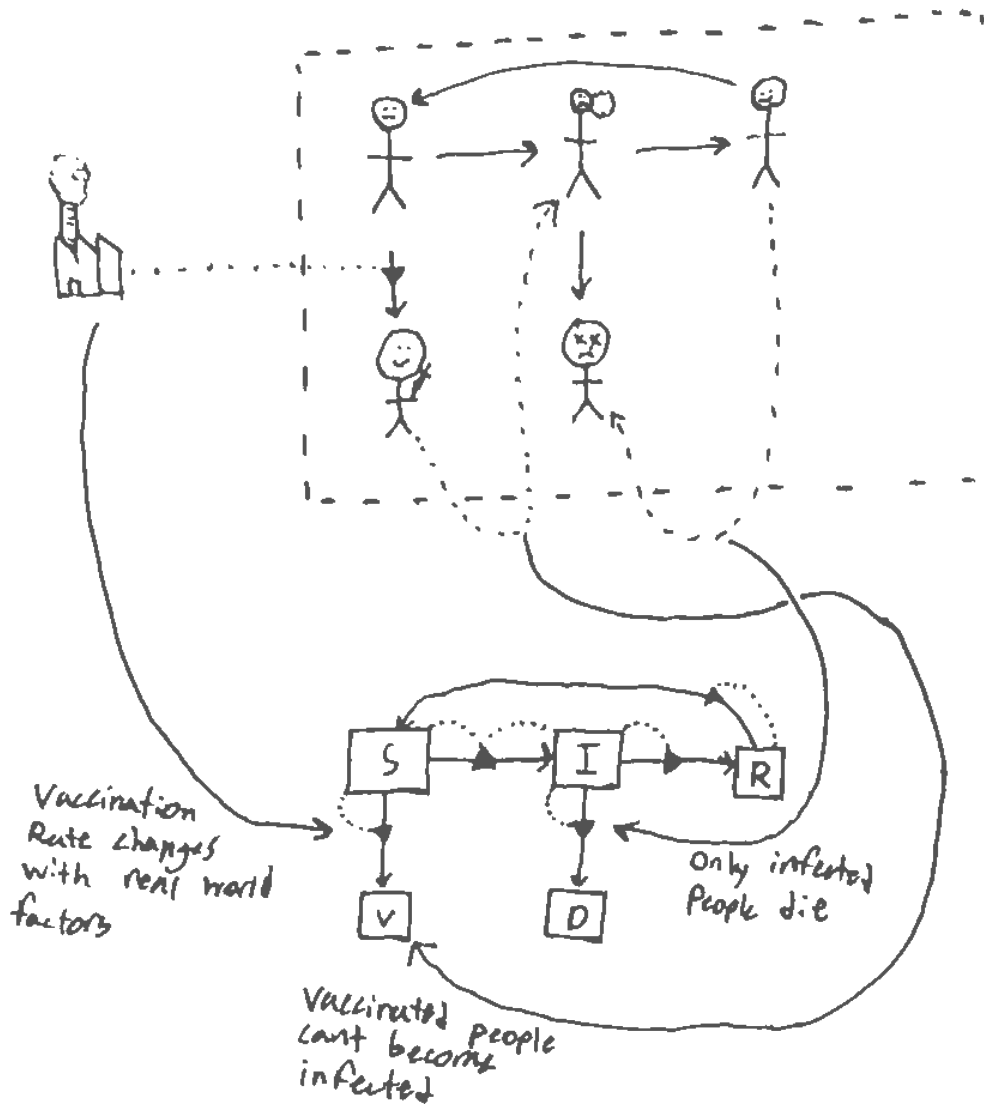 S
I
R
Vaccination
Rate changes
with real world
factors
V
D
Only infected
People die
Vaccinated people
cant become
infected